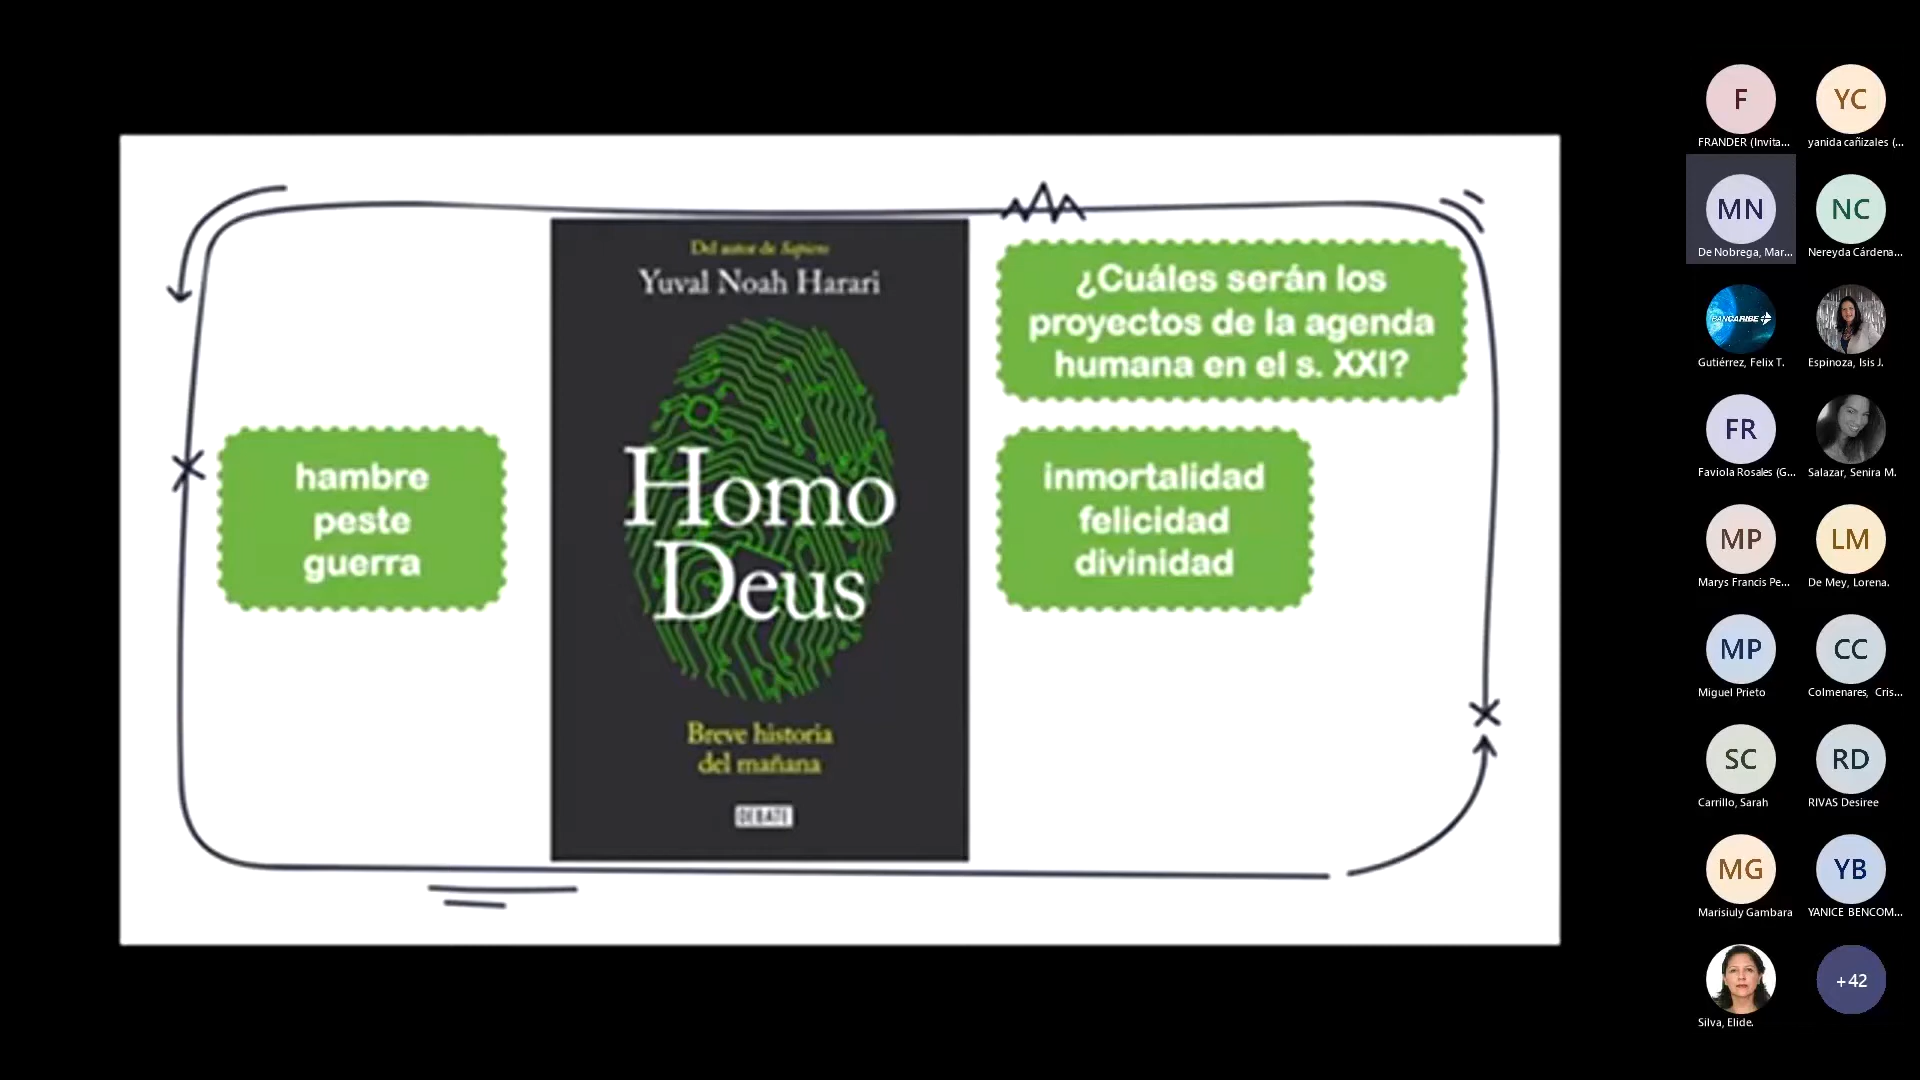 Del autor de Sapiens
Yuval Noah Harari
Homo
Deus
Breve historia
del mañana
DEBATE
hambre
peste
guerra
¿Cuáles serán los
proyectos de la agenda
humana en el s. XXI?
inmortalidad
felicidad
divinidad
F
FRANDER (Invita...
YC
yanida cañizales (...
MN
De Nobrega, Mar...
NC
Nereyda Cárdena...
PANCARIBE
Gutiérrez, Felix T.
Espinoza, Isis J.
FR
Faviola Rosales (G...
Salazar, Senira M.
MP
Marys Francis Pe...
LM
De Mey, Lorena.
MP
Miguel Prieto
CC
Colmenares, Cris...
SC
Carrillo, Sarah
RD
RIVAS Desiree
MG
Marisiuly Gambara
YB
YANICE BENCOM...
Silva, Elide.
+42